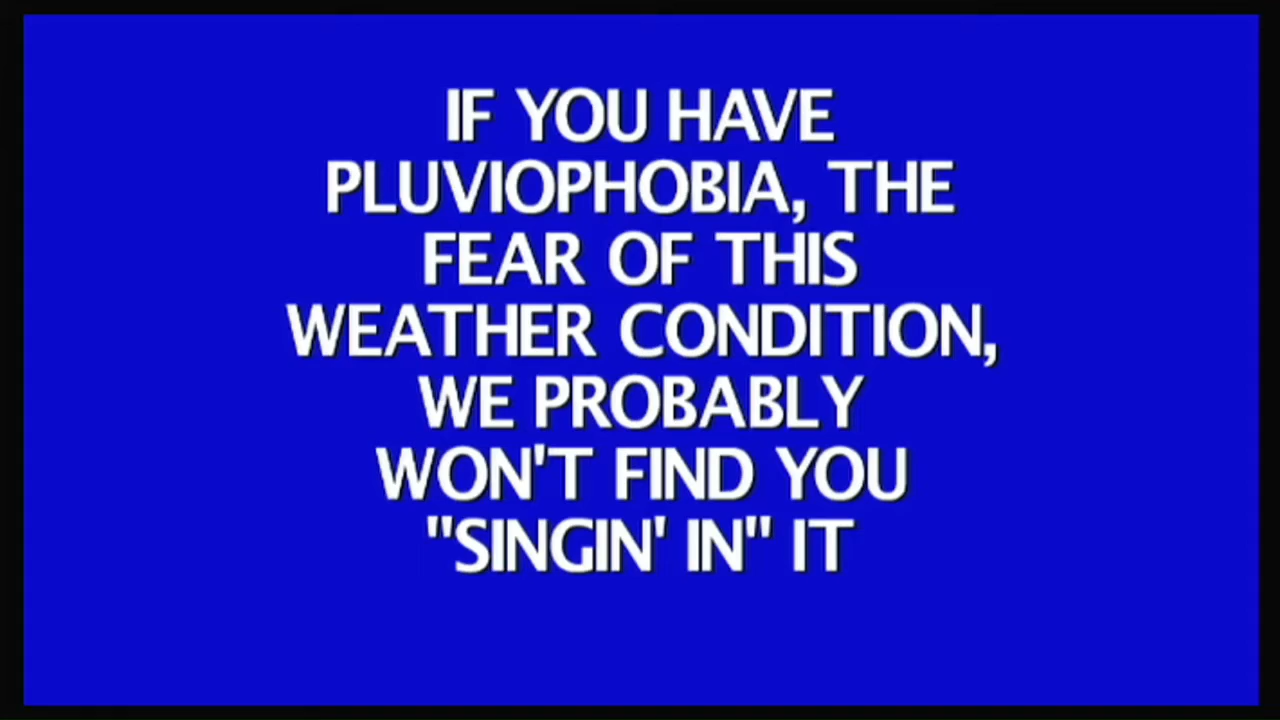 IF YOU HAVE
PLUVIOPHOBIA, THE
FEAR OF THIS
WEATHER CONDITION,
WE PROBABLY
WON'T FIND YOU
"SINGIN' IN" IT